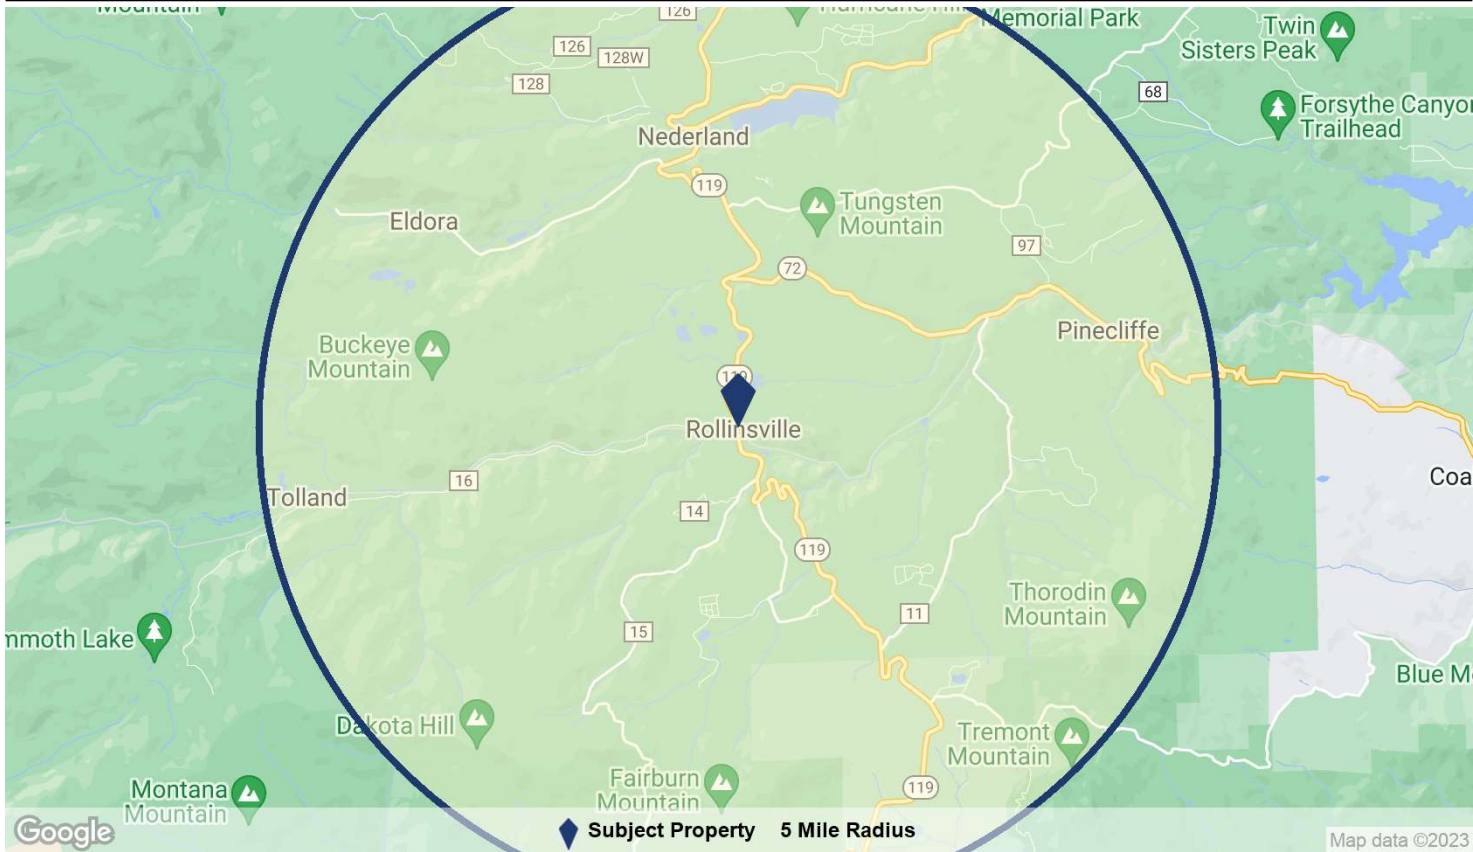 126
Memorial Park
Twin
Sisters Peak
126
128W
128
68
Forsythe Canyon
Trailhead
Nederland
119
Tungsten
Mountain
Eldora
97
72
Buckeye
Mountain
Pinecliffe
119
Rollinsville
16
Coa
Tolland
14
119
Thorodin
Mountain
11
15
mmoth Lake
Blue M
Dakota Hill
Tremont
Mountain
Fairburn
Mountain
119
Montana
Mountain
Google
Subject Property 5 Mile Radius
Map data ©2023